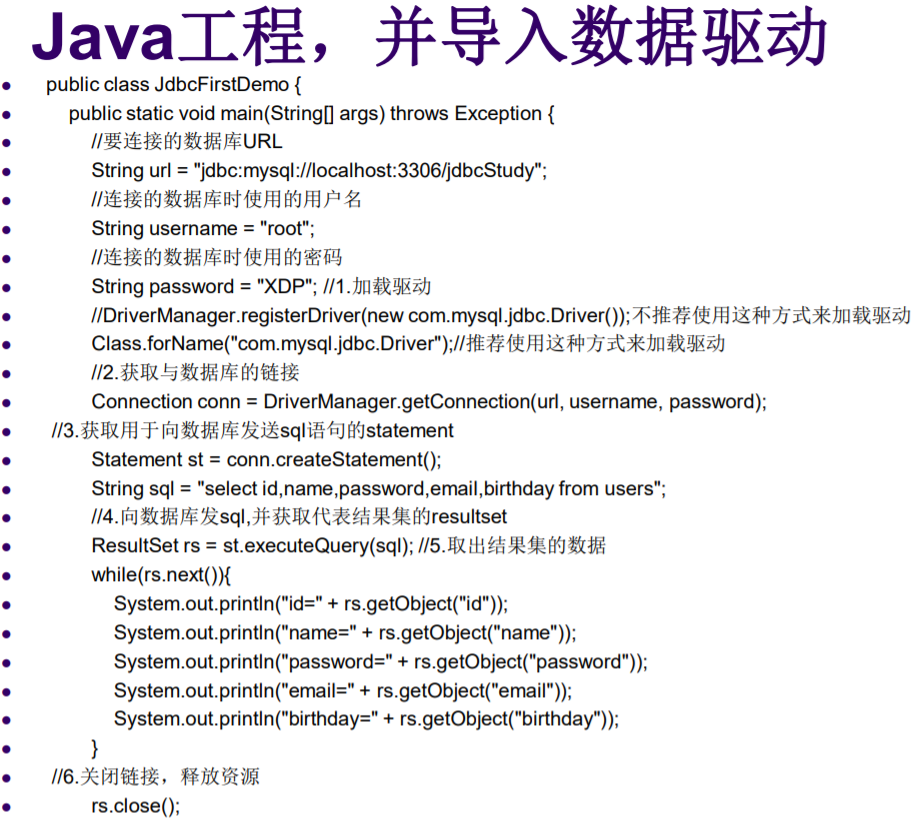 Java工程，并导入数据驱动
public class JdbcFirstDemo {
public static void main(String[] args) throws Exception {
//要连接的数据库URL
String url = "jdbc:mysql://localhost:3306/jdbcStudy";
//连接的数据库时使用的用户名
String username = "root";
//连接的数据库时使用的密码
String password = "XDP"; //1.加载驱动
//DriverManager.registerDriver(new com.mysql.jdbc.Driver());不推荐使用这种方式来加载驱动
Class.forName("com.mysql.jdbc.Driver");//推荐使用这种方式来加载驱动
//2.获取与数据库的链接
Connection conn = DriverManager.getConnection(url, username, password);
//3.获取用于向数据库发送sql语句的statement
Statement st = conn.createStatement();
String sql = "select id,name,password,email,birthday from users";
//4.向数据库发sql,并获取代表结果集的resultset
ResultSet rs = st.executeQuery(sql); //5.取出结果集的数据
while(rs.next()){
System.out.println("id=" + rs.getObject("id"));
System.out.println("name=" + rs.getObject("name"));
System.out.println("password=" + rs.getObject("password"));
System.out.println("email=" + rs.getObject("email"));
System.out.println("birthday=" + rs.getObject("birthday"));
}
//6.关闭链接，释放资源
rs.close();